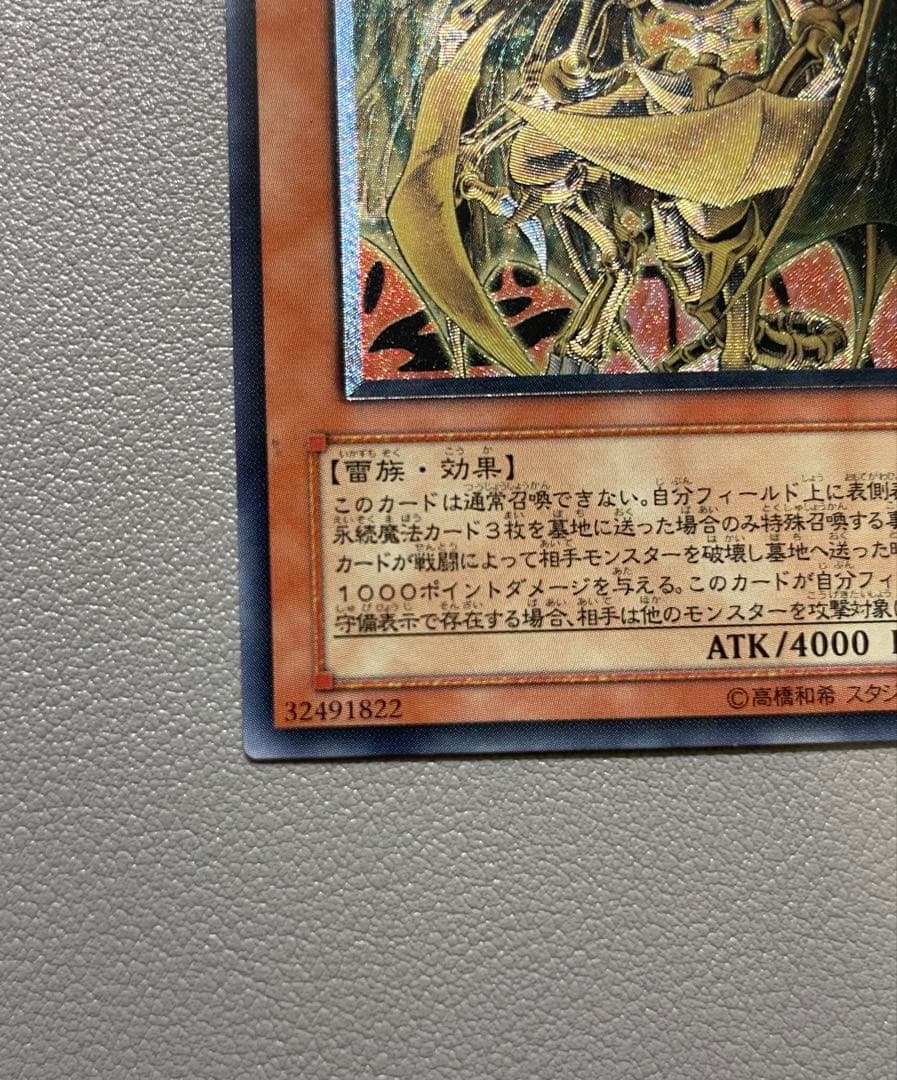 【雷族・効果】
このカードは通常召喚できない。自分フィールド上に表側
永続魔法カード３枚を墓地に送った場合のみ特殊召喚する事
カードが戦闘によって相手モンスターを破壊し墓地へ送った
１０００ポイントダメージを与える。このカードが自分フィ
守備表示で存在する場合、相手は他のモンスターを攻撃対象に
ATK/4000
32491822
©高橋和希 スタジ